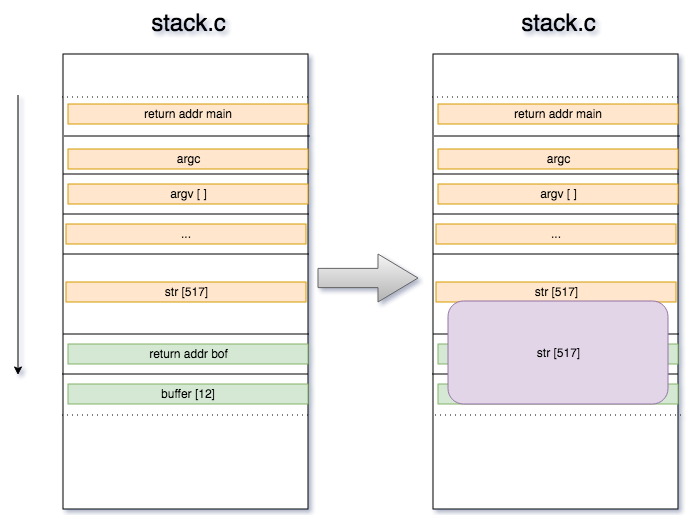 stack.c
return addr main
argc
argv [ ]
...
str [517]
return addr bof
buffer [12]
stack.c
return addr main
argc
argv [ ]
...
str [517]
str [517]